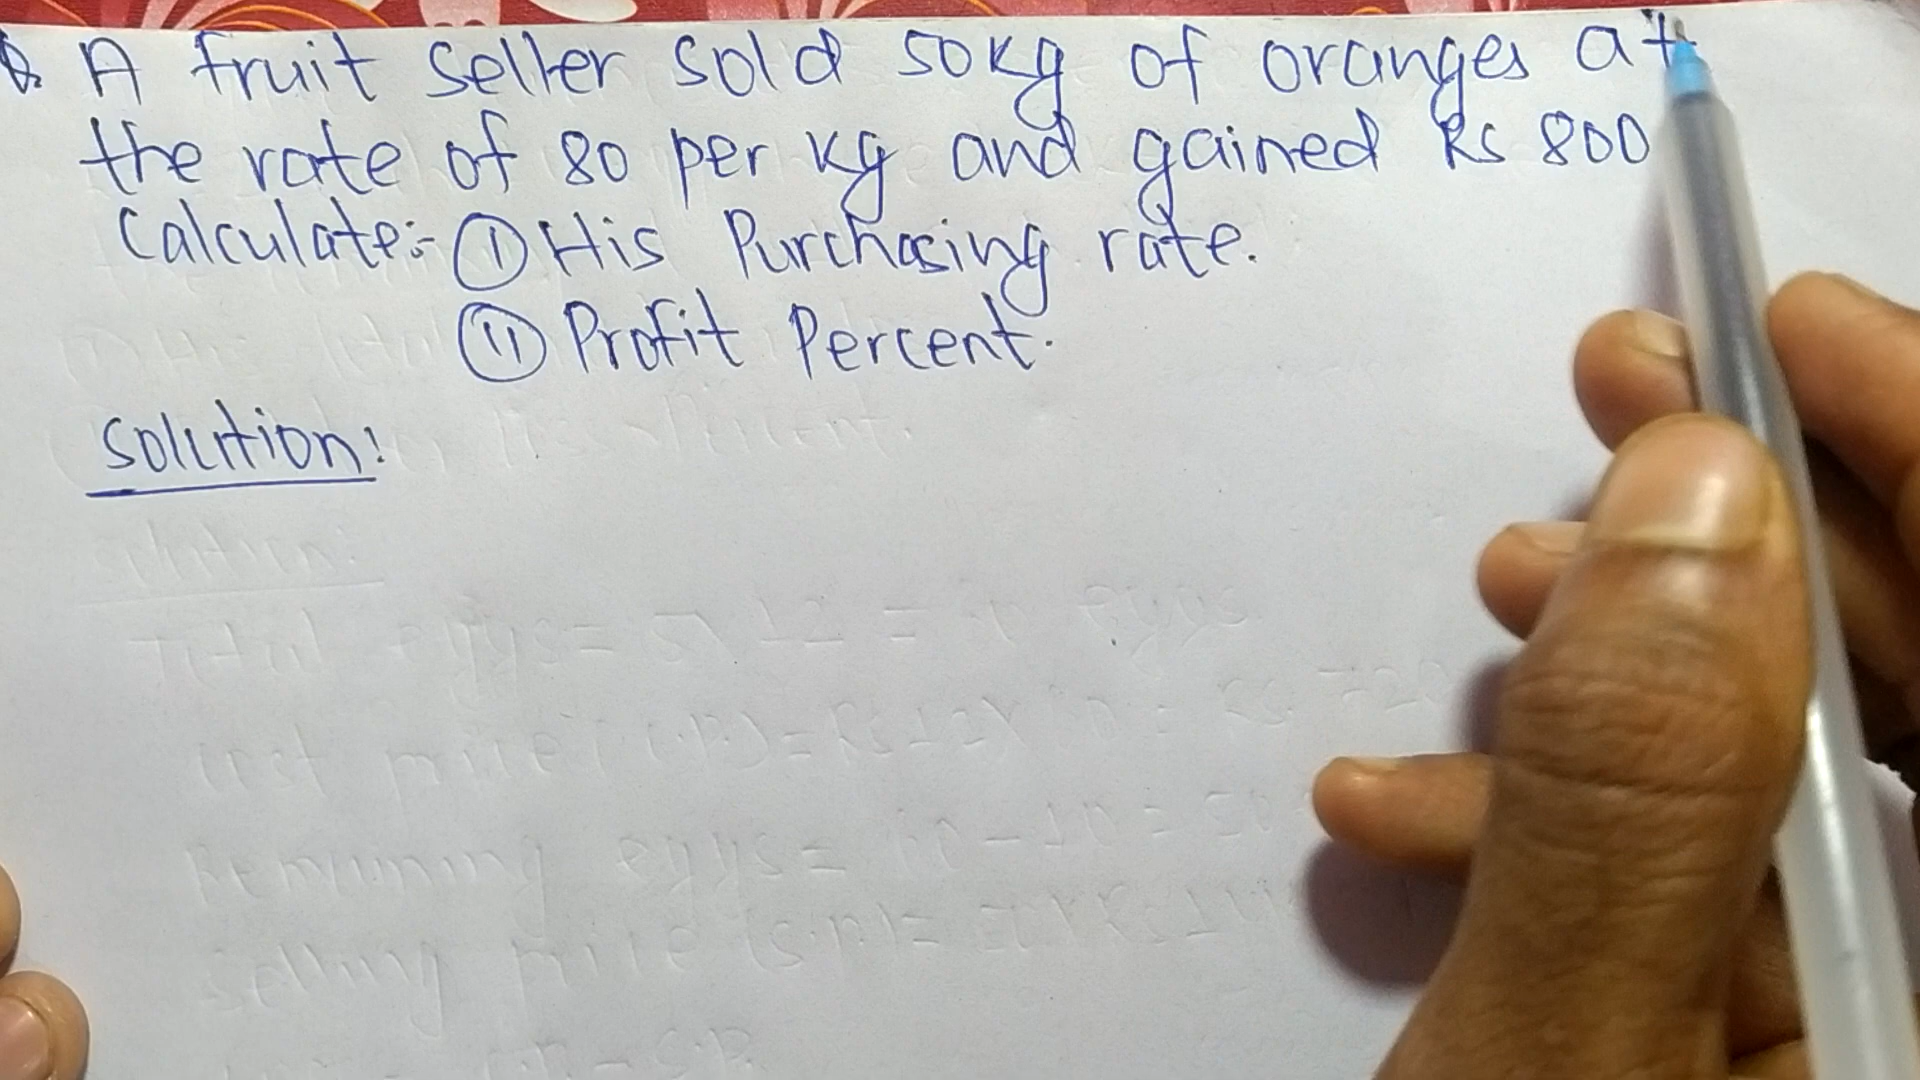 Q. A fruit seller sold 50kg of oranges at
the rate of 80 per kg and gained Rs 800
Calculate:- (I) His Purchasing rate.
(II) Profit Percent.
Solution: